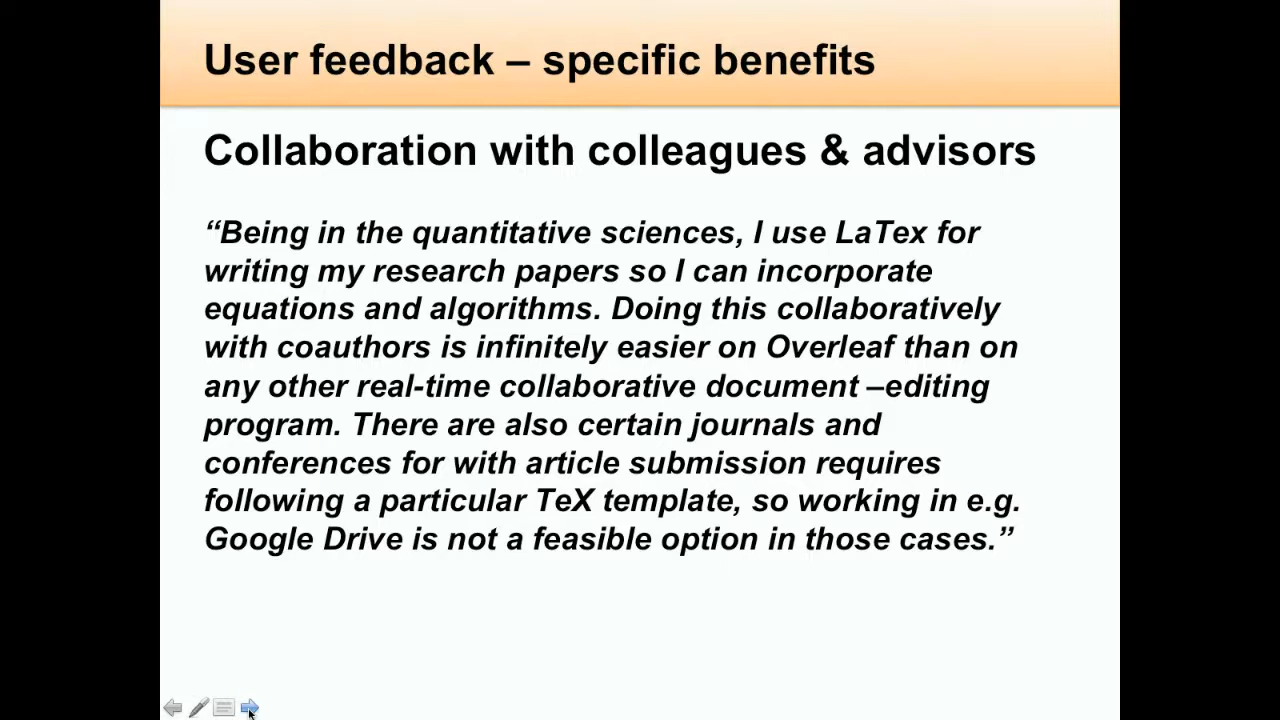 User feedback – specific benefits
Collaboration with colleagues & advisors
“Being in the quantitative sciences, I use LaTex for
writing my research papers so I can incorporate
equations and algorithms. Doing this collaboratively
with coauthors is infinitely easier on Overleaf than on
any other real-time collaborative document –editing
program. There are also certain journals and
conferences for with article submission requires
following a particular TeX template, so working in e.g.
Google Drive is not a feasible option in those cases.”